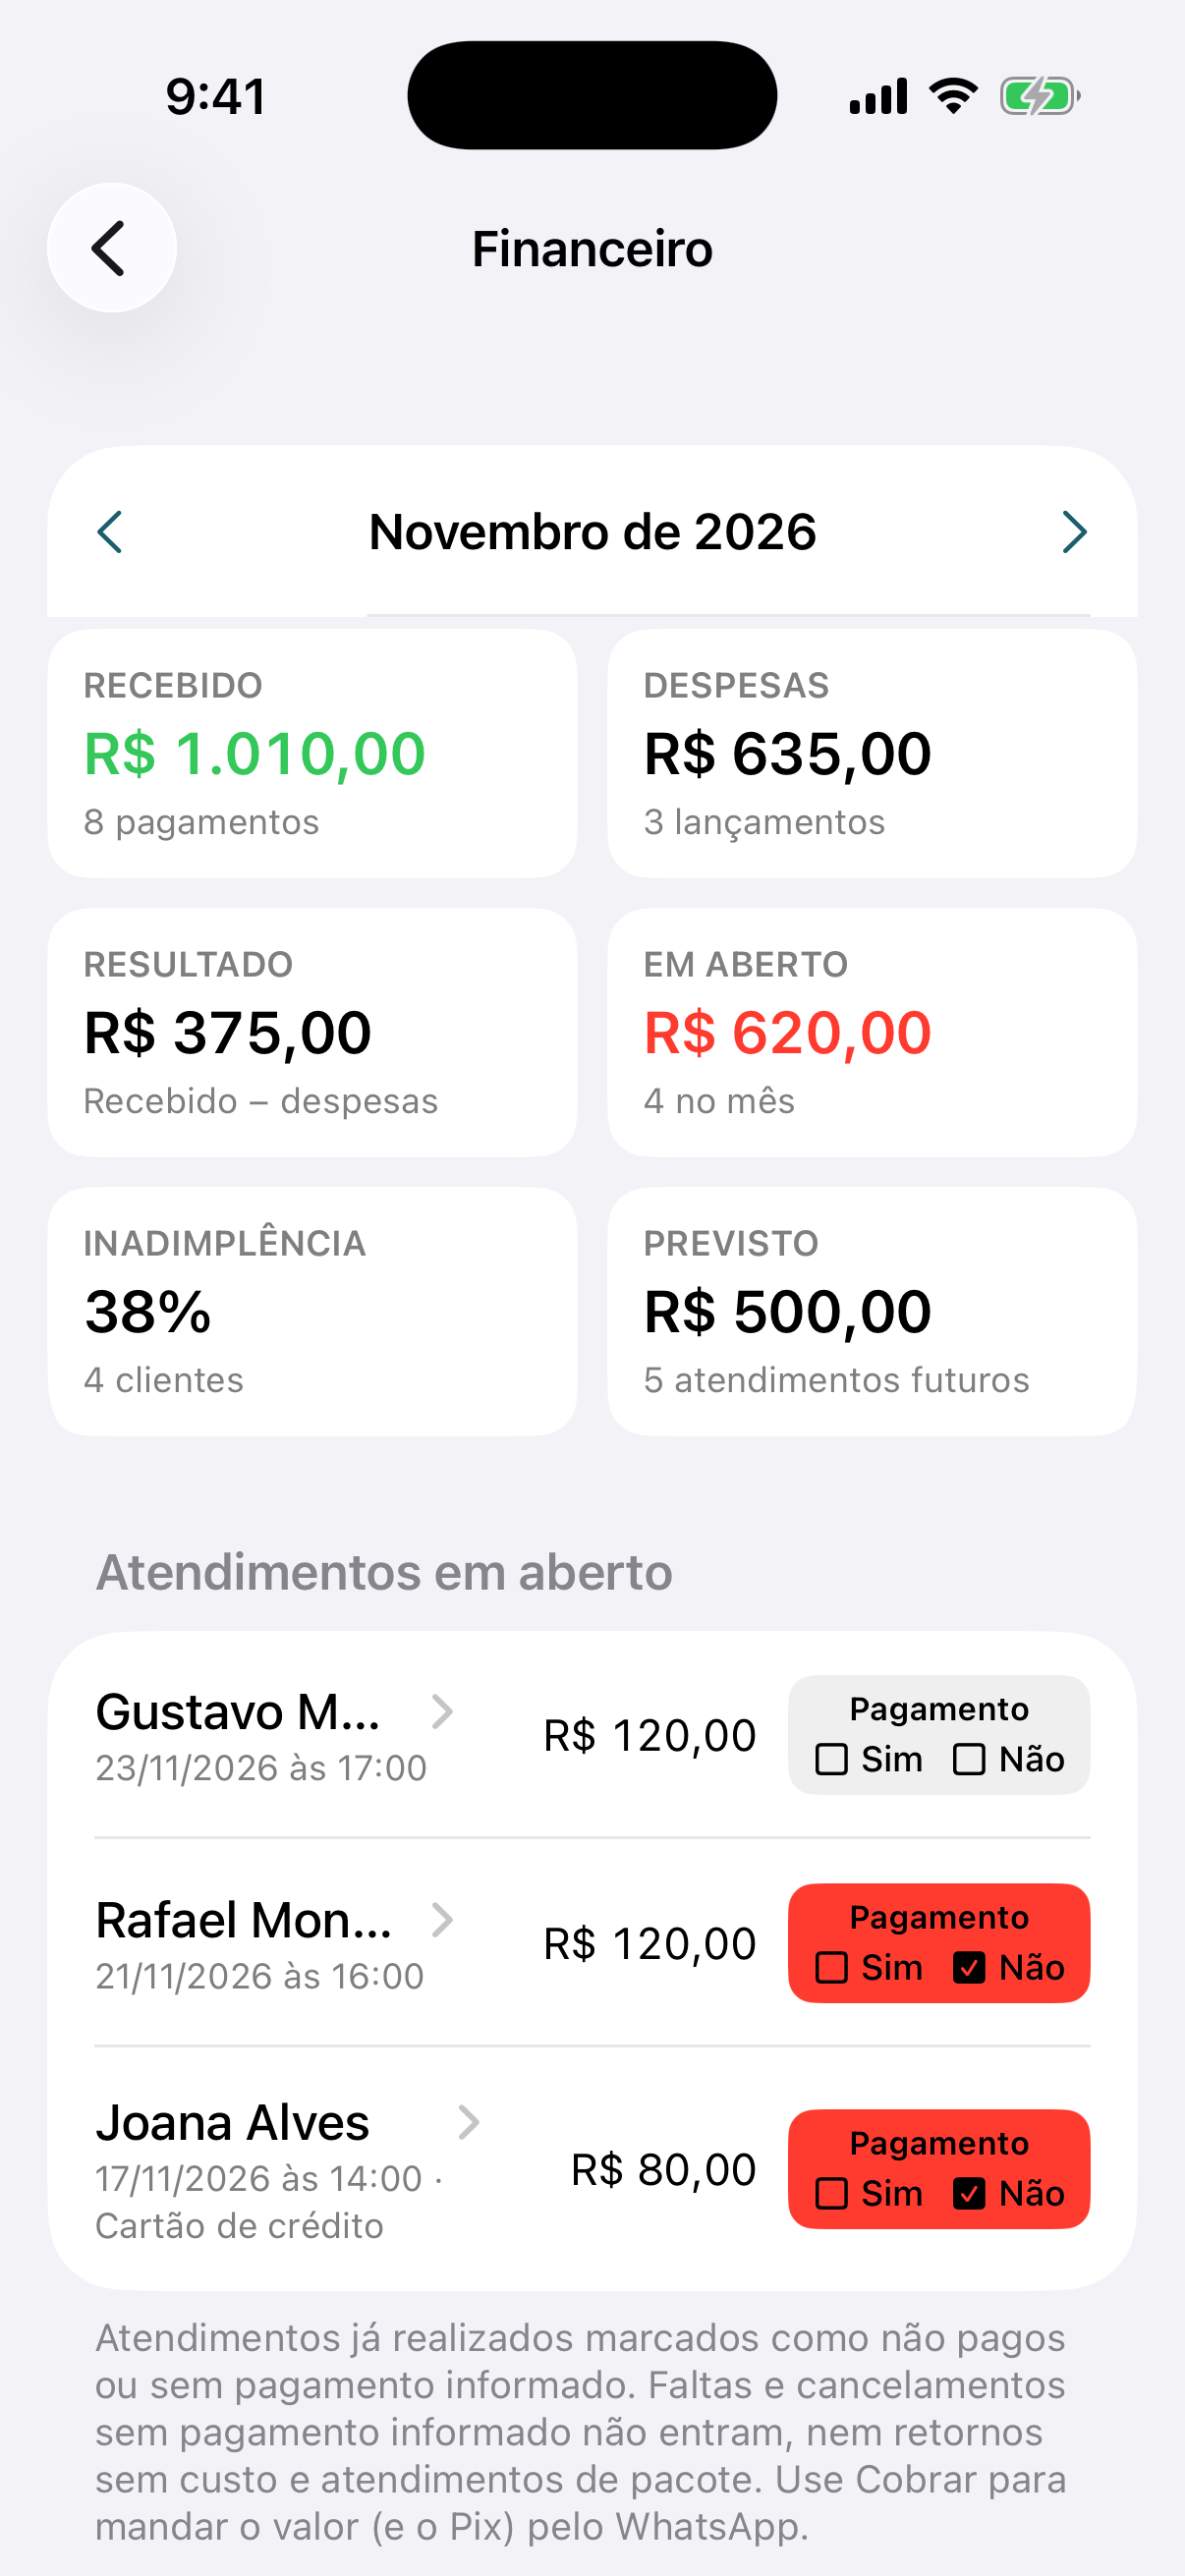 9:41
Financeiro
Novembro de 2026
RECEBIDO
R$ 1.010,00
8 pagamentos
DESPESAS
R$ 635,00
3 lançamentos
RESULTADO
R$ 375,00
Recebido – despesas
EM ABERTO
R$ 620,00
4 no mês
INADIMPLÊNCIA
38%
4 clientes
PREVISTO
R$ 500,00
5 atendimentos futuros
Atendimentos em aberto
Gustavo M...
23/11/2026 às 17:00
R$ 120,00
Pagamento
Sim Não
Rafael Mon...
21/11/2026 às 16:00
R$ 120,00
Pagamento
Sim Não
Joana Alves
17/11/2026 às 14:00 ·
Cartão de crédito
R$ 80,00
Pagamento
Sim Não
Atendimentos já realizados marcados como não pagos
ou sem pagamento informado. Faltas e cancelamentos
sem pagamento informado não entram, nem retornos
sem custo e atendimentos de pacote. Use Cobrar para
mandar o valor (e o Pix) pelo WhatsApp.